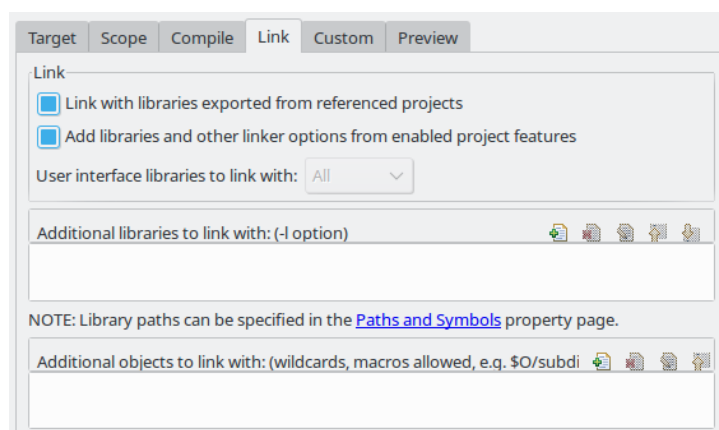 Target Scope Compile Link Custom Preview
Link
Link with libraries exported from referenced projects
Add libraries and other linker options from enabled project features
User interface libraries to link with: All
Additional libraries to link with: (-l option)
NOTE: Library paths can be specified in the Paths and Symbols property page.
Additional objects to link with: (wildcards, macros allowed, e.g. $O/subdi